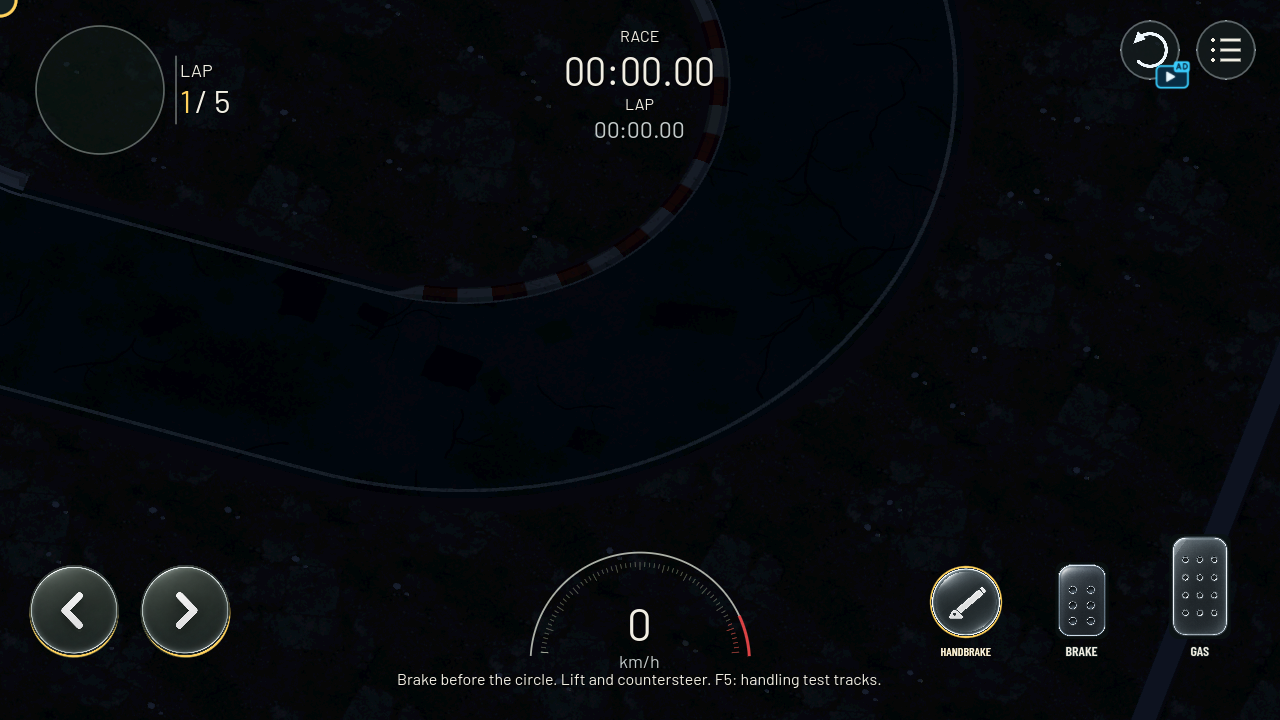 LAP
1/ 5
RACE
00:00.00
LAP
00:00.00
AD
0
km/h
HANDBRAKE
BRAKE
GAS
Brake before the circle. Lift and countersteer. F5: handling test tracks.